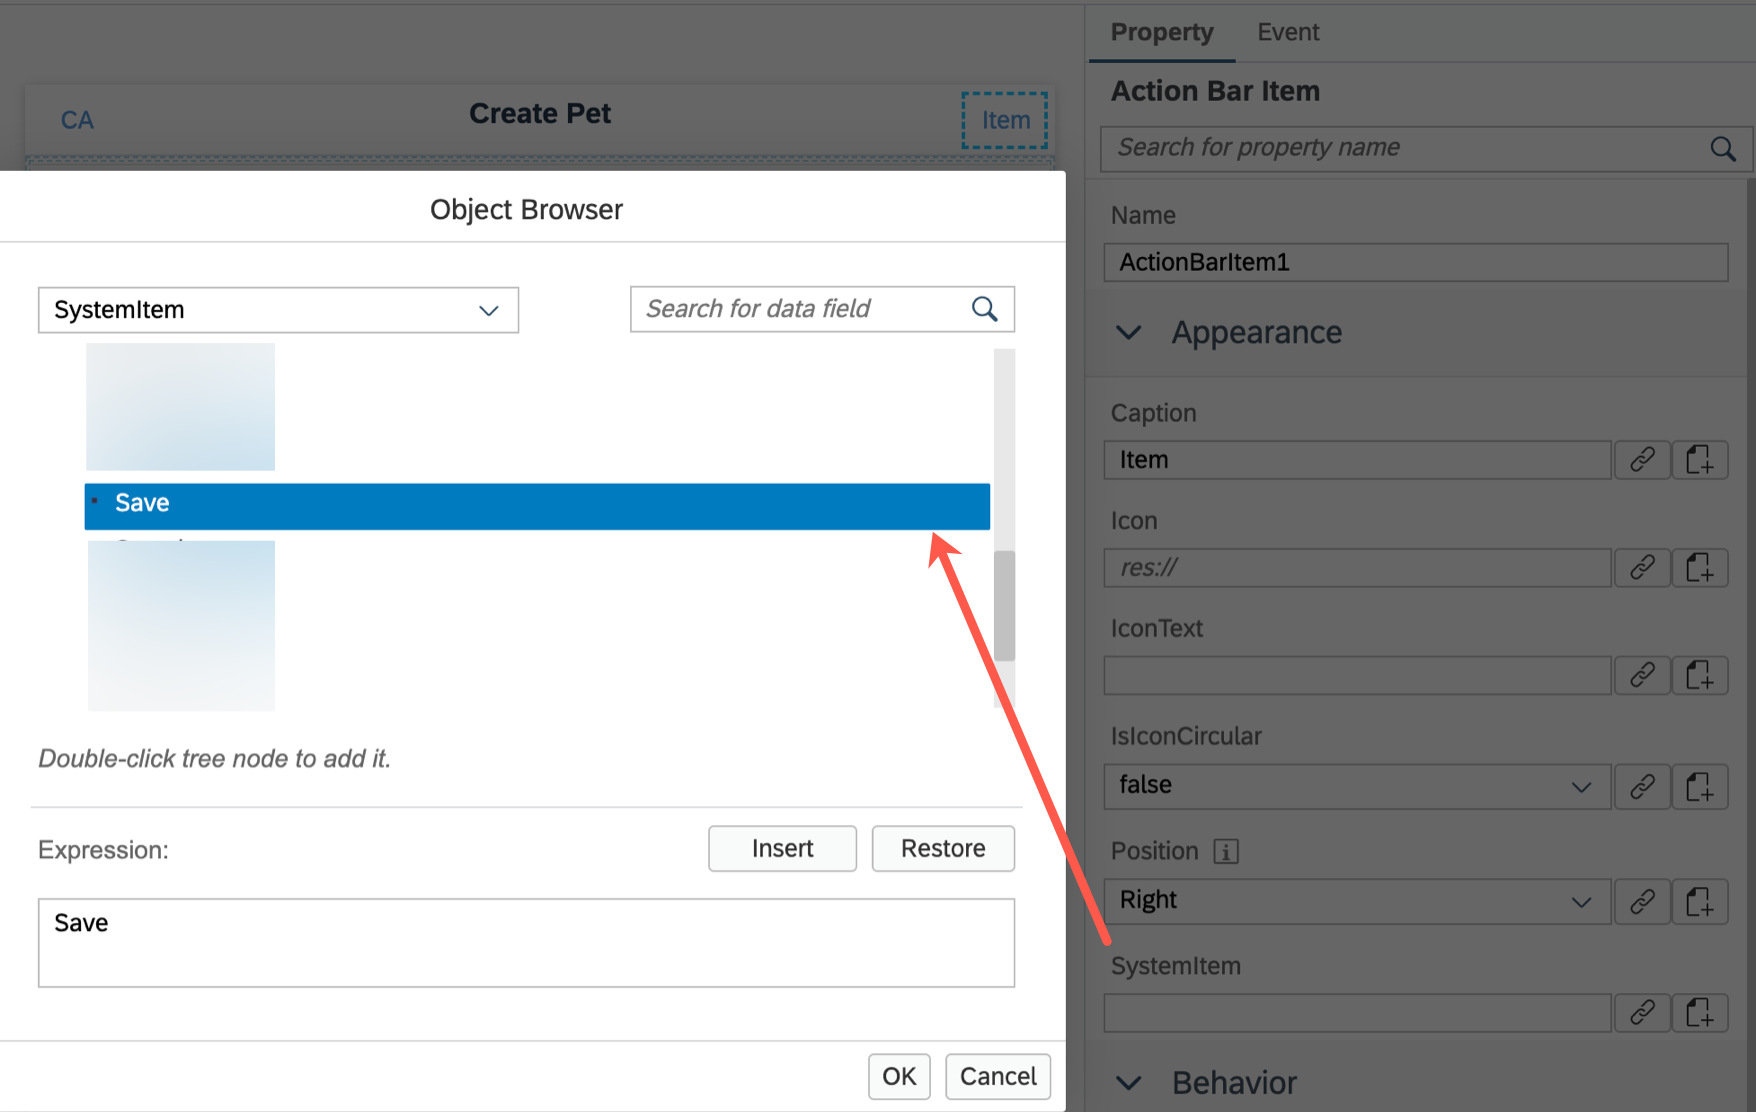 Property
Event
CA
Create Pet
Item
Action Bar Item
Search for property name
Name
ActionBarItem1
Appearance
Caption
Item
Icon
res://
IconText
IsIconCircular
false
Position
Right
SystemItem
Behavior
Object Browser
SystemItem
Search for data field
Save
Double-click tree node to add it.
Expression:
Insert
Restore
Save
OK
Cancel